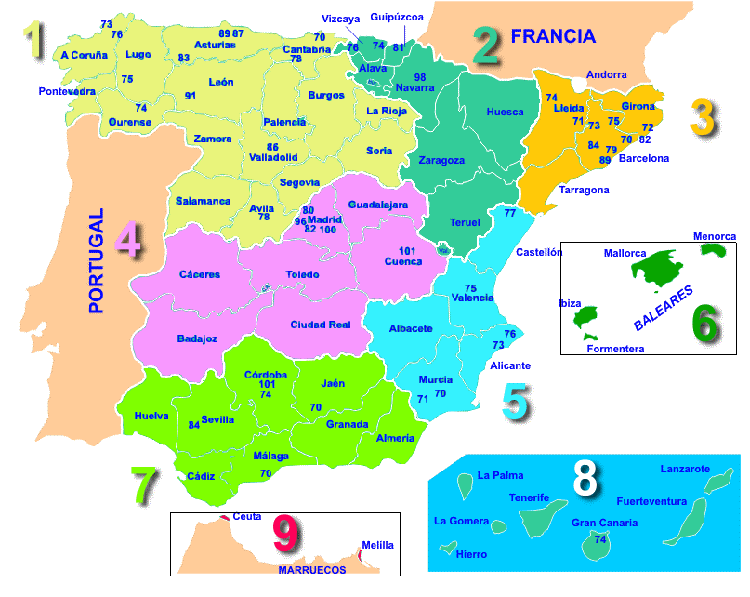 Vizcaya
Guipúzcoa
FRANCIA
1
2
73
76
89 87
70
76
74
81
A Coruña
Lugo
Asturias
Cantabria
78
83
Alava
98
Navarra
Andorra
75
León
Burgos
Huesca
74
Lleida
Girona
3
Pontevedra
91
74
Ourense
Palencia
La Rioja
71
73
75
72
70
82
Zamora
86
Valladolid
Soria
Zaragoza
84
79
89
Barcelona
Segovia
Tarragona
Salamanca
Avila
78
80
96
Madrid
82
100
Guadalajara
Teruel
77
PORTUGAL
4
101
Cuenca
Castellón
Menorca
Mallorca
Cáceres
Toledo
75
Valencia
Ibiza
BALEARES
6
Formentera
Badajoz
Ciudad Real
Albacete
76
73
Alicante
Córdoba
101
74
Jaén
Murcia
71
79
5
Huelva
84
Sevilla
70
Granada
Almería
Málaga
70
Cádiz
7
La Palma
8
Lanzarote
Tenerife
Fuerteventura
La Gomera
Gran Canaria
74
Hierro
Ceuta
9
Melilla
MARRUECOS